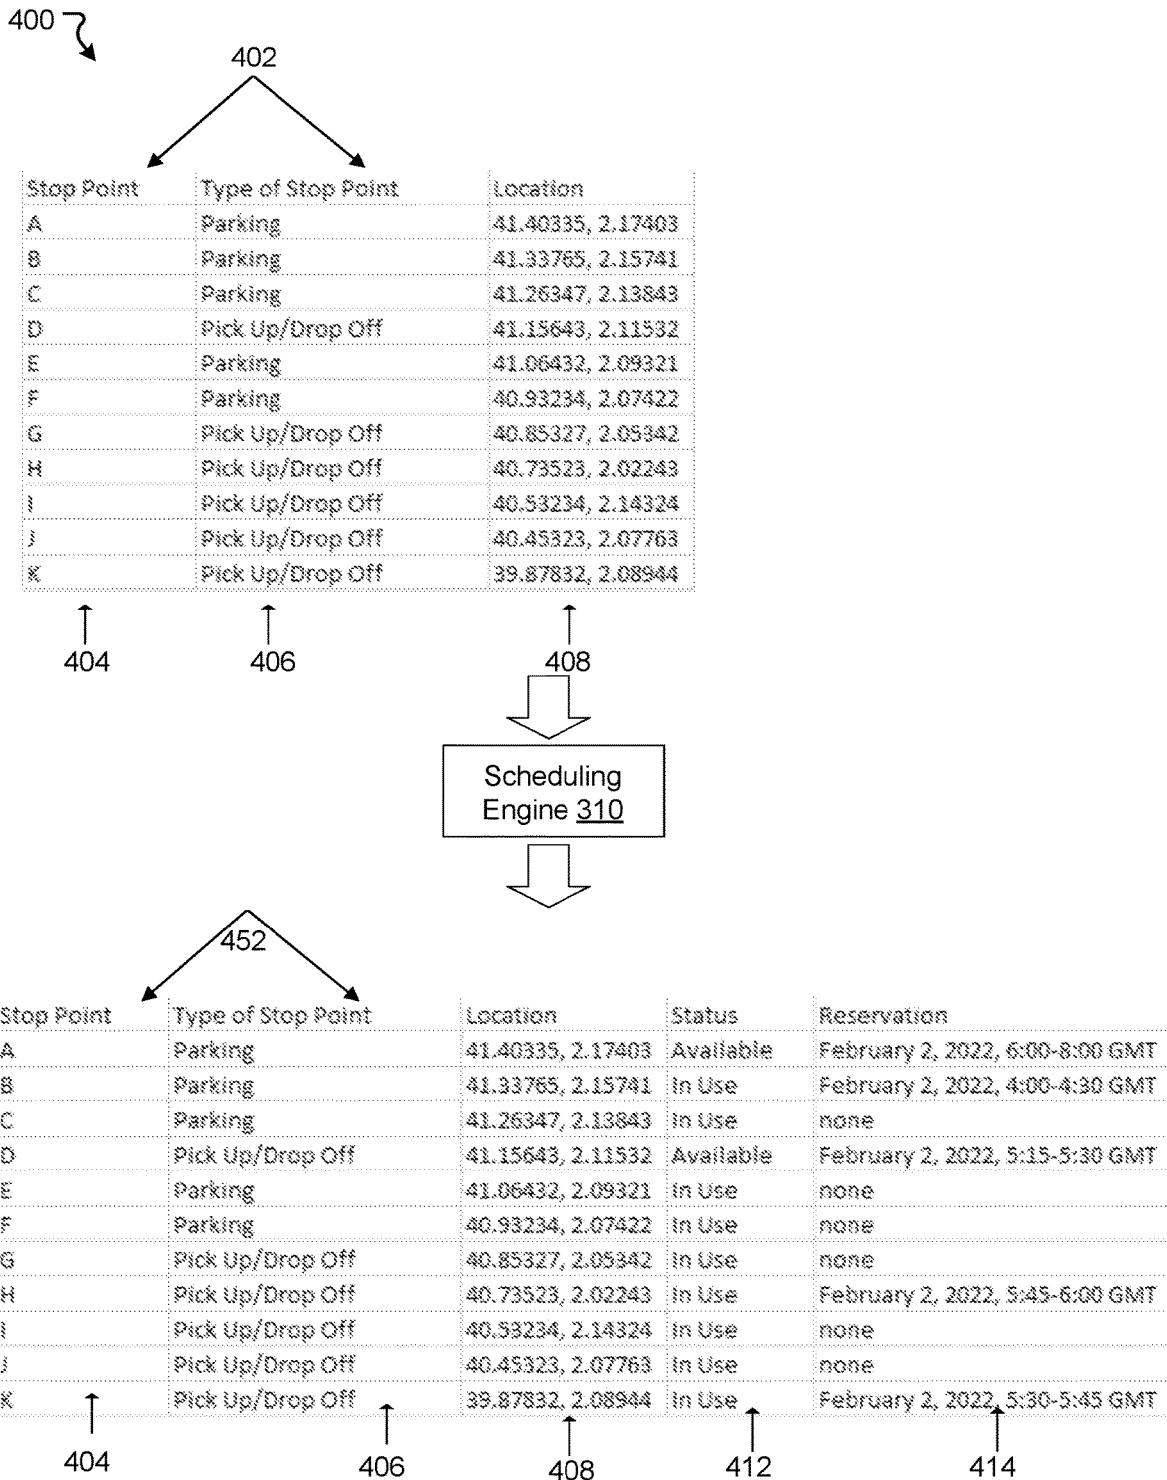 400
402
Stop Point Type of Stop Point Location
A Parking 41.40335, 2.17403
B Parking 41.33765, 2.15741
C Parking 41.26347, 2.13843
D Pick Up/Drop Off 41.15643, 2.11532
E Parking 41.06432, 2.09321
F Parking 40.93234, 2.07422
G Pick Up/Drop Off 40.85327, 2.05342
H Pick Up/Drop Off 40.73523, 2.02243
I Pick Up/Drop Off 40.53234, 2.14324
J Pick Up/Drop Off 40.45323, 2.07763
K Pick Up/Drop Off 39.87832, 2.08944
404 406 408
Scheduling
Engine 310
452
Stop Point Type of Stop Point Location Status Reservation
A Parking 41.40335, 2.17403 Available February 2, 2022, 6:00-8:00 GMT
B Parking 41.33765, 2.15741 In Use February 2, 2022, 4:00-4:30 GMT
C Parking 41.26347, 2.13843 In Use none
D Pick Up/Drop Off 41.15643, 2.11532 Available February 2, 2022, 5:15-5:30 GMT
E Parking 41.06432, 2.09321 In Use none
F Parking 40.93234, 2.07422 In Use none
G Pick Up/Drop Off 40.85327, 2.05342 In Use none
H Pick Up/Drop Off 40.73523, 2.02243 In Use February 2, 2022, 5:45-6:00 GMT
I Pick Up/Drop Off 40.53234, 2.14324 In Use none
J Pick Up/Drop Off 40.45323, 2.07763 In Use none
K Pick Up/Drop Off 39.87832, 2.08944 In Use February 2, 2022, 5:30-5:45 GMT
404 406 408 412 414